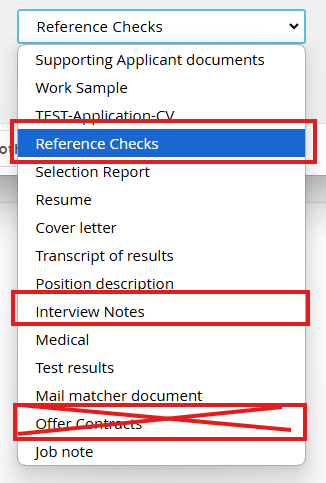 Reference Checks
Supporting Applicant documents
Work Sample
TEST-Application-CV
Reference Checks
Selection Report
Resume
Cover letter
Transcript of results
Position description
Interview Notes
Medical
Test results
Mail matcher document
Offer Contracts
Job note